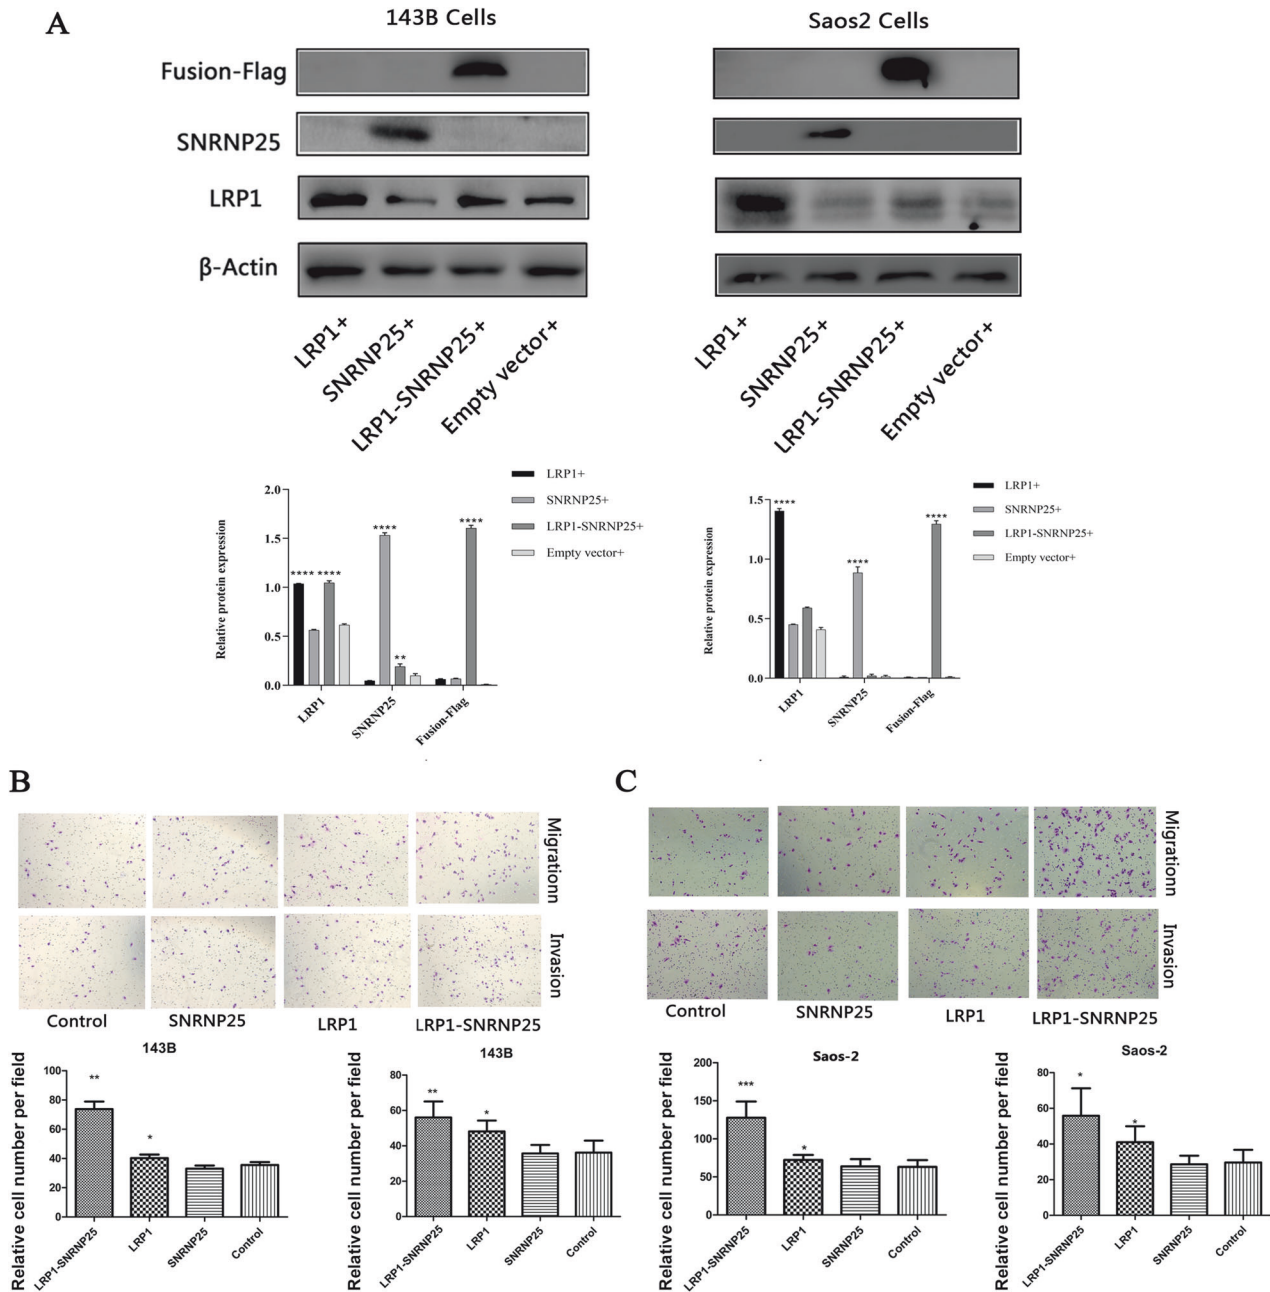 A
143B Cells
Saos2 Cells
Fusion-Flag
SNRNP25
LRP1
β-Actin
LRP1+
SNRNP25+
LRP1-SNRNP25+
Empty vector+
LRP1+
SNRNP25+
LRP1-SNRNP25+
Empty vector+
Relative protein expression
2.0
1.5
1.0
0.5
0.0
**** ****
****
**
****
LRP1
SNRNP25
Fusion-Flag
LRP1+
SNRNP25+
LRP1-SNRNP25+
Empty vector+
Relative protein expression
1.5
1.0
0.5
0.0
****
****
****
LRP1
SNRNP25
Fusion-Flag
LRP1+
SNRNP25+
LRP1-SNRNP25+
Empty vector+
B
Migrationn
Invasion
Control
SNRNP25
LRP1
LRP1-SNRNP25
143B
Relative cell number per field
100
80
60
40
20
0
**
*
LRP1-SNRNP25
LRP1
SNRNP25
Control
143B
Relative cell number per field
80
60
40
20
0
**
*
LRP1-SNRNP25
LRP1
SNRNP25
Control
C
Migrationn
Invasion
Control
SNRNP25
LRP1
LRP1-SNRNP25
Saos-2
Relative cell number per field
200
150
100
50
0
***
*
LRP1-SNRNP25
LRP1
SNRNP25
Control
Saos-2
Relative cell number per field
80
60
40
20
0
*
*
LRP1-SNRNP25
LRP1
SNRNP25
Control